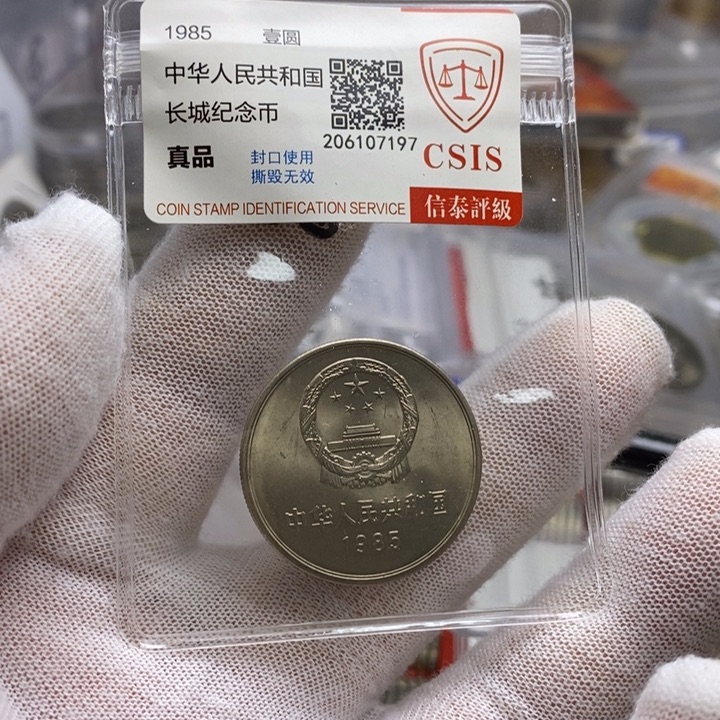 1985 壹圆
中华人民共和国
长城纪念币
206107197
真品
封口使用
撕毁无效
CSIS
COIN STAMP IDENTIFICATION SERVICE
信泰評級
中华人民共和国
1985